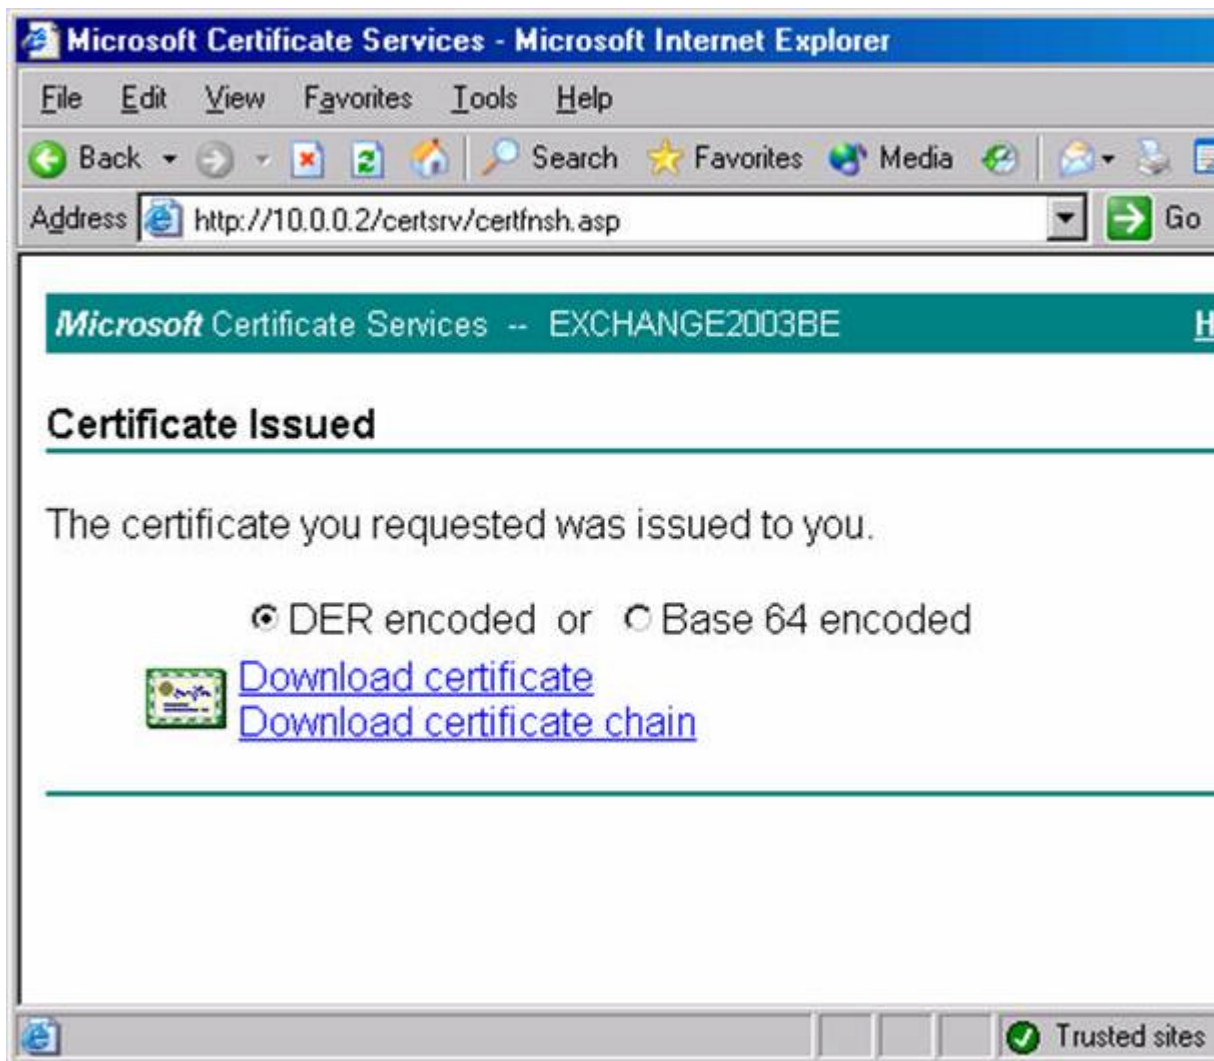 Microsoft Certificate Services - Microsoft Internet Explorer
File Edit View Favorites Tools Help
Back Search Favorites Media
Address http://10.0.0.2/certsrv/certfnsh.asp Go
Microsoft Certificate Services -- EXCHANGE2003BE H
Certificate Issued
The certificate you requested was issued to you.
DER encoded or Base 64 encoded
Download certificate
Download certificate chain
Trusted sites